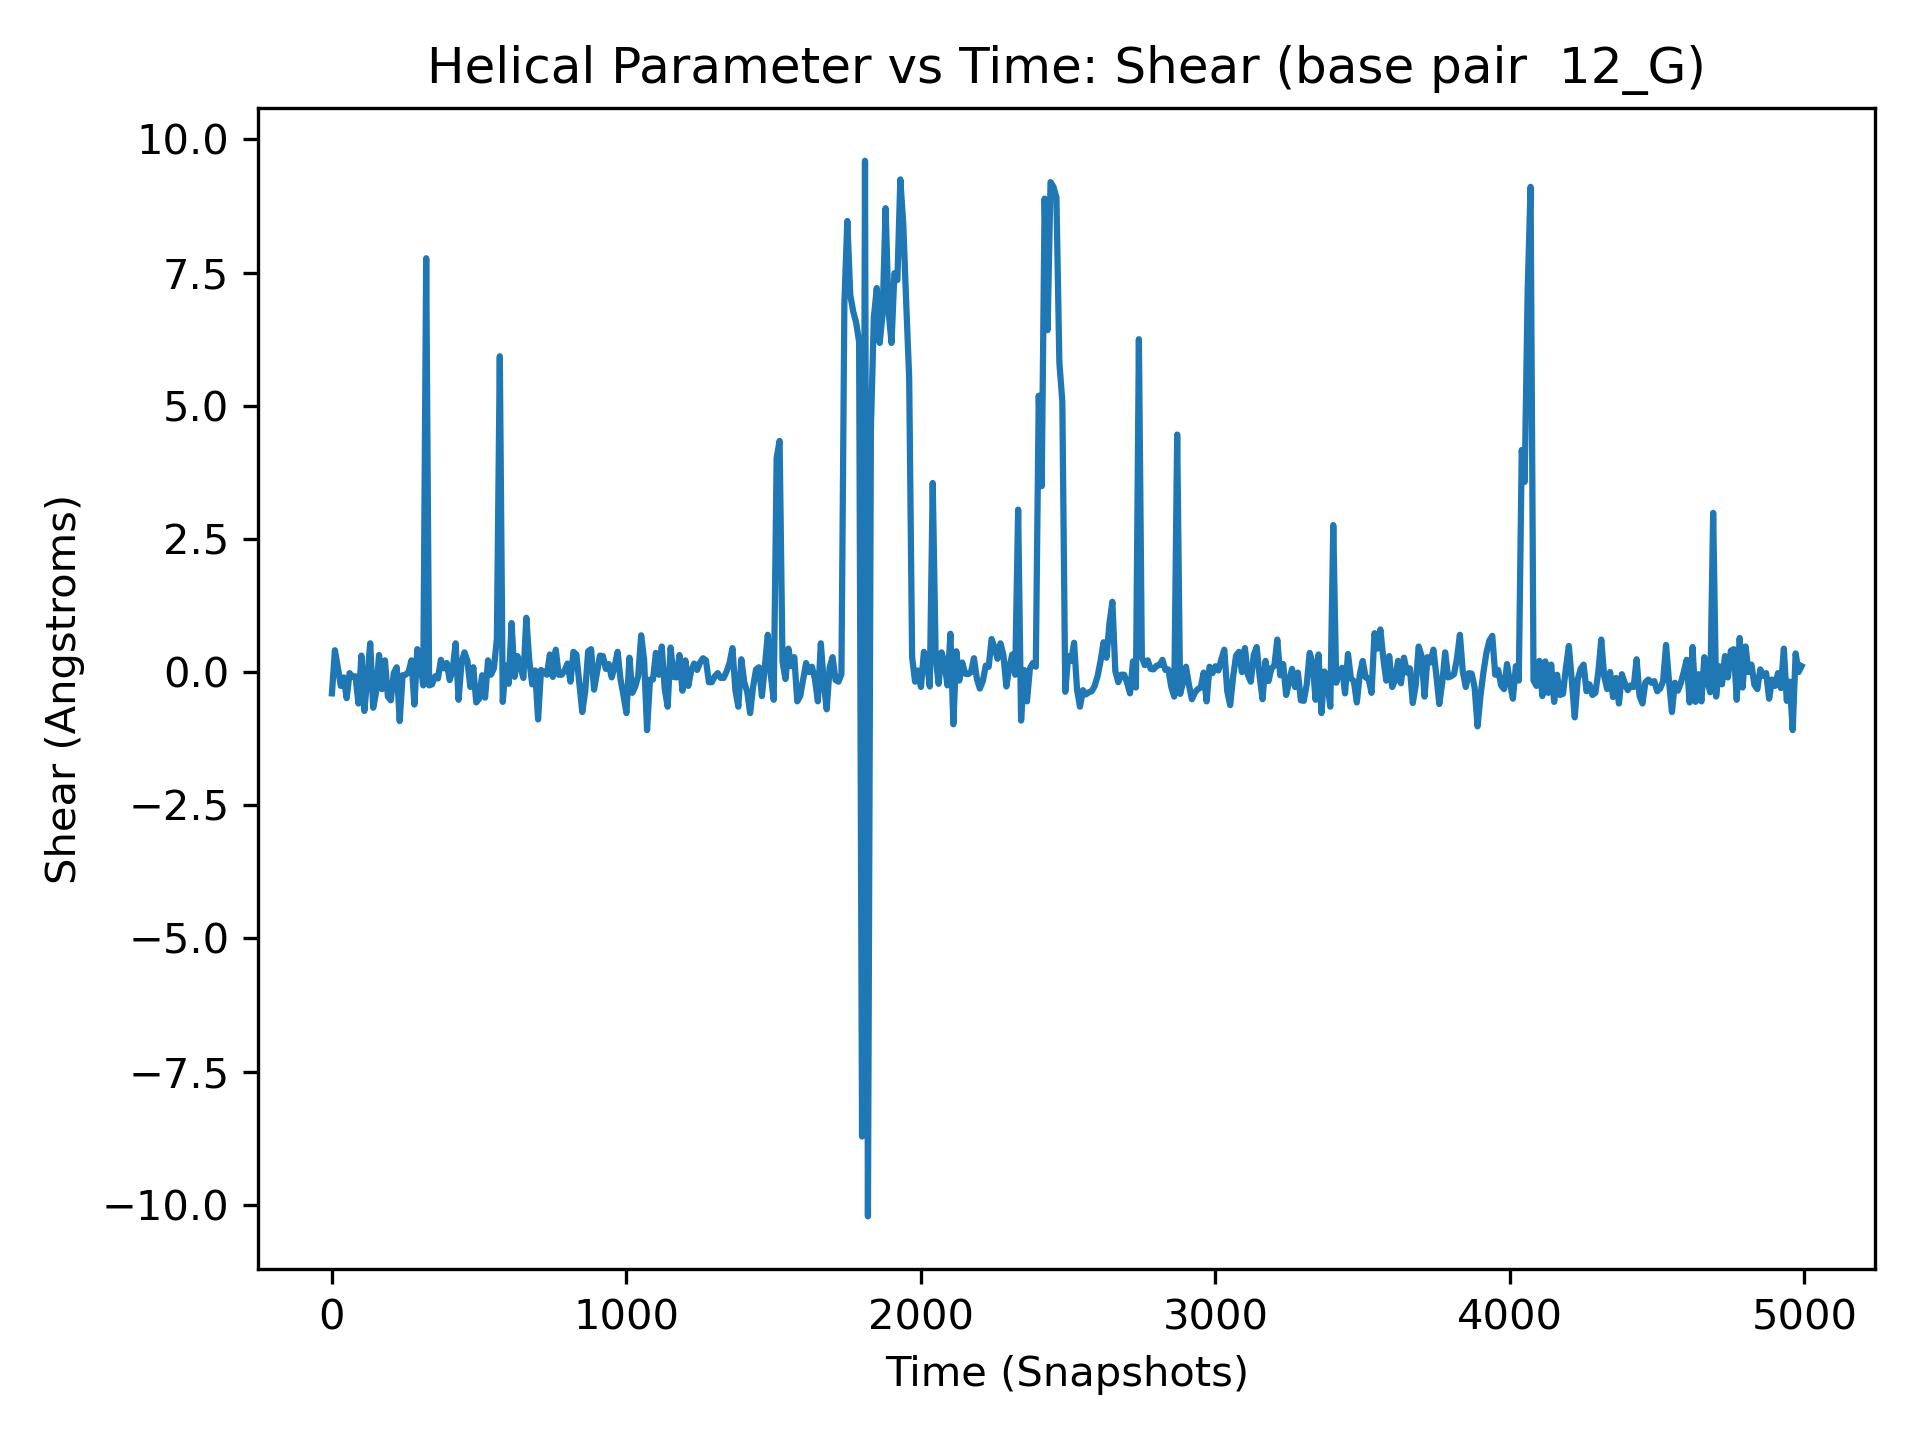 Helical Parameter vs Time: Shear (base pair  12_G)
10.0
7.5
5.0
2.5
0.0
−2.5
−5.0
−7.5
−10.0
Shear (Angstroms)
0 1000 2000 3000 4000 5000
Time (Snapshots)